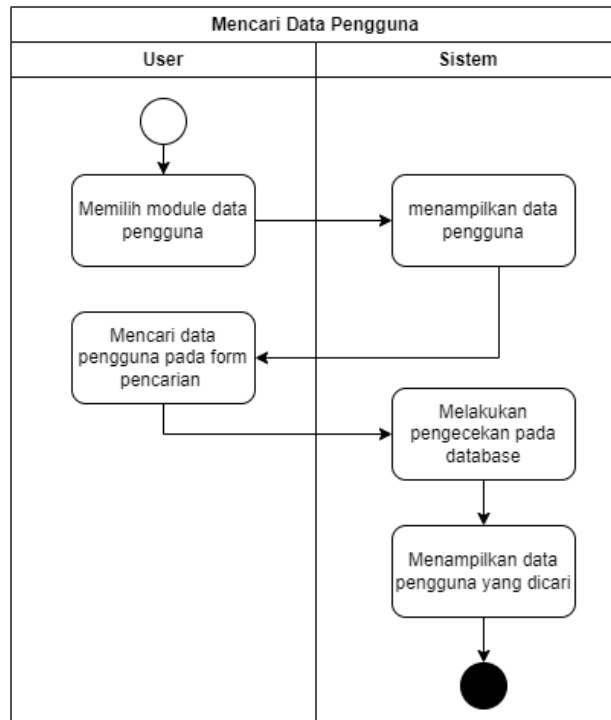 Mencari Data Pengguna
User
Sistem
Memilih module data
pengguna
menampilkan data
pengguna
Mencari data
pengguna pada form
pencarian
Melakukan
pengecekan pada
database
Menampilkan data
pengguna yang dicari